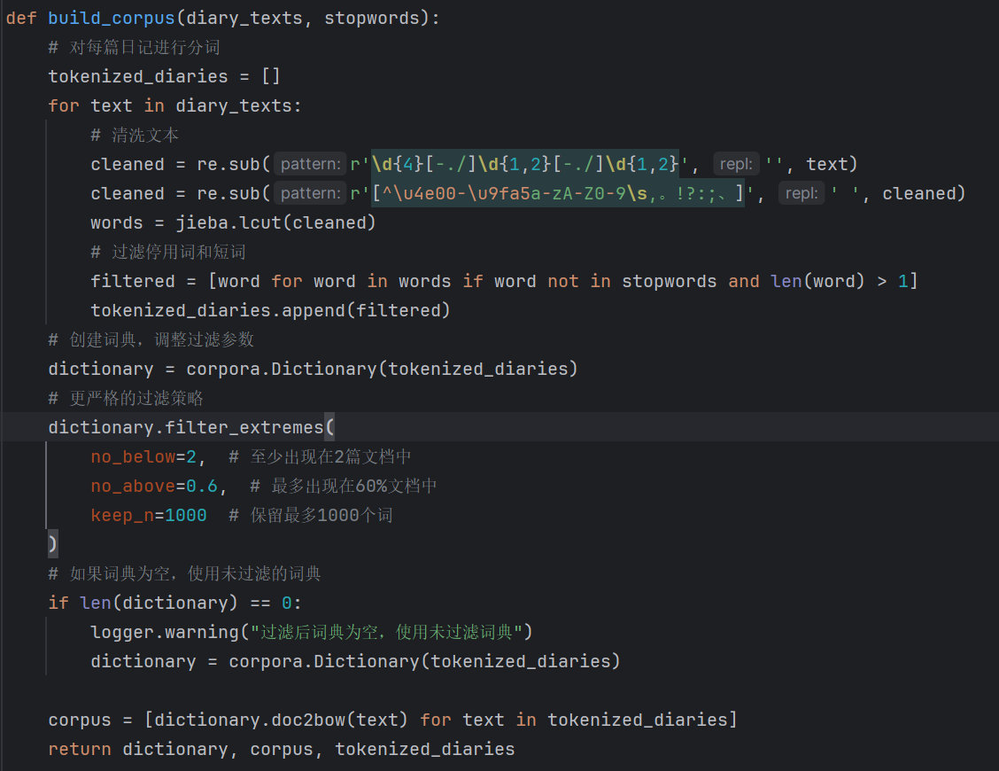 def build_corpus(diary_texts, stopwords):
    # 对每篇日记进行分词
    tokenized_diaries = []
    for text in diary_texts:
        # 清洗文本
        cleaned = re.sub( pattern: r'\d{4}[-./]\d{1,2}[-./]\d{1,2}', repl: '', text)
        cleaned = re.sub( pattern: r'[^\u4e00-\u9fa5a-zA-Z0-9\s,。!?:;、]', repl: ' ', cleaned)
        words = jieba.lcut(cleaned)
        # 过滤停用词和短词
        filtered = [word for word in words if word not in stopwords and len(word) > 1]
        tokenized_diaries.append(filtered)
    # 创建词典，调整过滤参数
    dictionary = corpora.Dictionary(tokenized_diaries)
    # 更严格的过滤策略
    dictionary.filter_extremes(
        no_below=2,  # 至少出现在2篇文档中
        no_above=0.6,  # 最多出现在60%文档中
        keep_n=1000  # 保留最多1000个词
    )
    # 如果词典为空，使用未过滤的词典
    if len(dictionary) == 0:
        logger.warning("过滤后词典为空，使用未过滤词典")
        dictionary = corpora.Dictionary(tokenized_diaries)
    corpus = [dictionary.doc2bow(text) for text in tokenized_diaries]
    return dictionary, corpus, tokenized_diaries